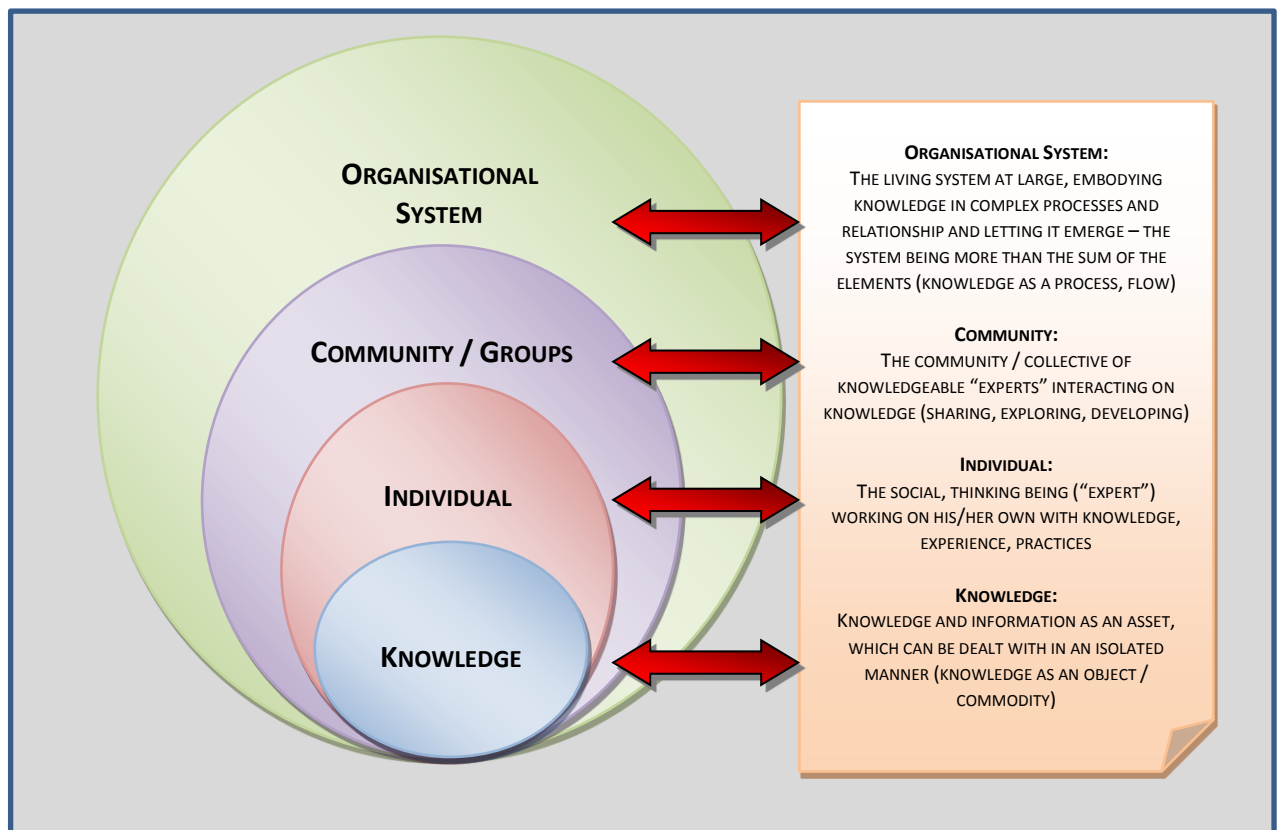 ORGANISATIONAL
SYSTEM
COMMUNITY / GROUPS
INDIVIDUAL
KNOWLEDGE
ORGANISATIONAL SYSTEM:
THE LIVING SYSTEM AT LARGE, EMBODYING
KNOWLEDGE IN COMPLEX PROCESSES AND
RELATIONSHIP AND LETTING IT EMERGE – THE
SYSTEM BEING MORE THAN THE SUM OF THE
ELEMENTS (KNOWLEDGE AS A PROCESS, FLOW)
COMMUNITY:
THE COMMUNITY / COLLECTIVE OF
KNOWLEDGEABLE “EXPERTS” INTERACTING ON
KNOWLEDGE (SHARING, EXPLORING, DEVELOPING)
INDIVIDUAL:
THE SOCIAL, THINKING BEING (“EXPERT”)
WORKING ON HIS/HER OWN WITH KNOWLEDGE,
EXPERIENCE, PRACTICES
KNOWLEDGE:
KNOWLEDGE AND INFORMATION AS AN ASSET,
WHICH CAN BE DEALT WITH IN AN ISOLATED
MANNER (KNOWLEDGE AS AN OBJECT /
COMMODITY)